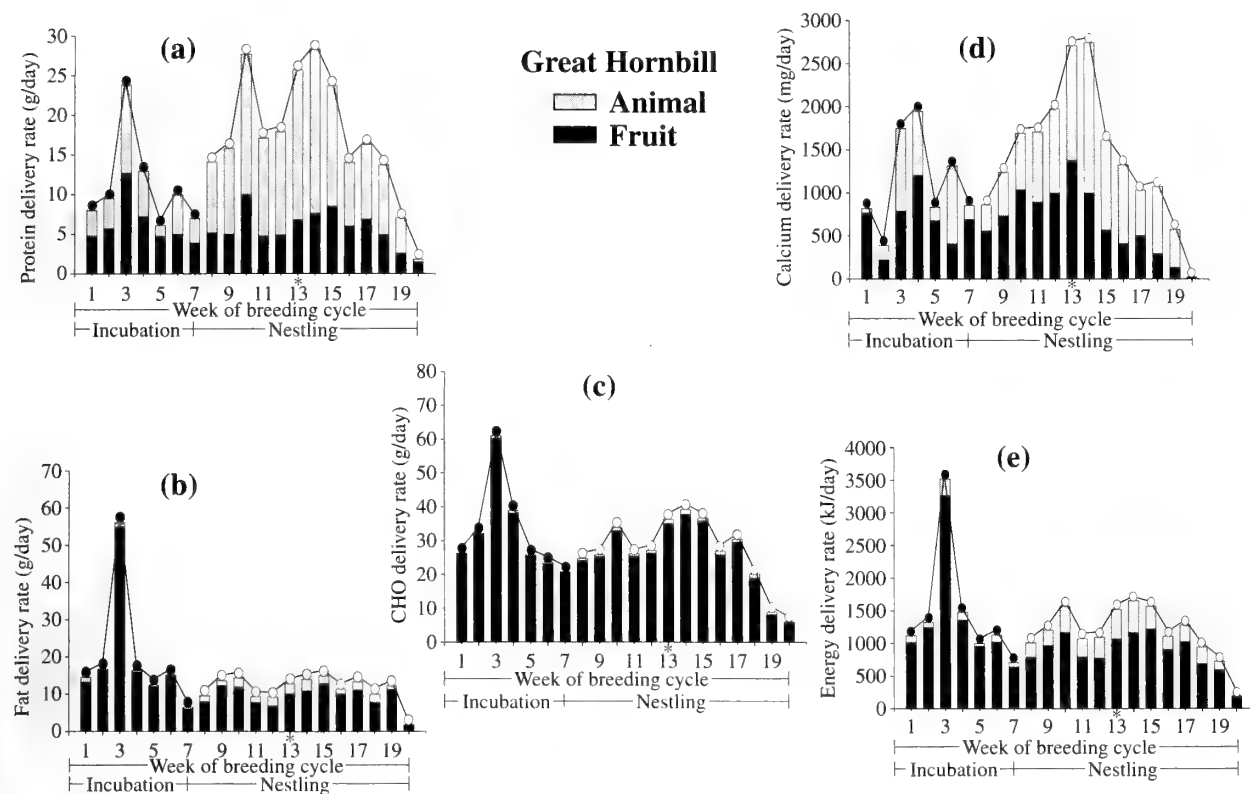 (a)
Protein delivery rate (g/day)
30
25
20
15
10
5
0
1 3 5 7 9 11 13 15 17 19
*
Week of breeding cycle
Incubation Nestling
Great Hornbill
Animal
Fruit
(d)
Calcium delivery rate (mg/day)
3000
2500
2000
1500
1000
500
0
1 3 5 7 9 11 13 15 17 19
*
Week of breeding cycle
Incubation Nestling
(b)
Fat delivery rate (g/day)
70
60
50
40
30
20
10
0
1 3 5 7 9 11 13 15 17 19
*
Week of breeding cycle
Incubation Nestling
(c)
CHO delivery rate (g/day)
80
70
60
50
40
30
20
10
0
1 3 5 7 9 11 13 15 17 19
*
Week of breeding cycle
Incubation Nestling
(e)
Energy delivery rate (kJ/day)
4000
3500
3000
2500
2000
1500
1000
500
0
1 3 5 7 9 11 13 15 17 19
*
Week of breeding cycle
Incubation Nestling